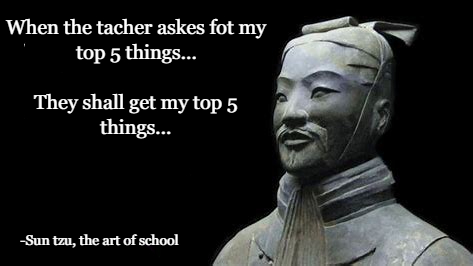 When the tacher askes fot my
top 5 things...
They shall get my top 5
things...
-Sun tzu, the art of school